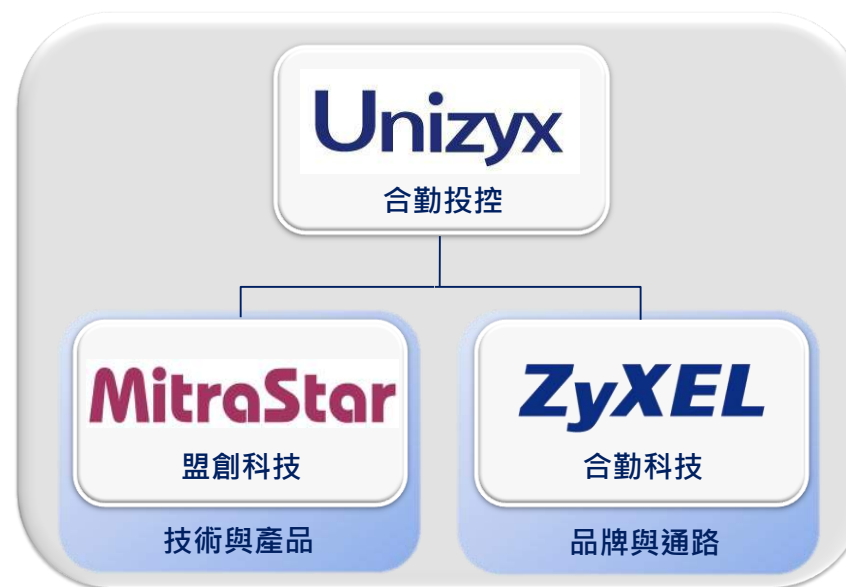 Unizyx
合勤投控
MitraStar
盟創科技
技術與產品
ZyXEL
合勤科技
品牌與通路